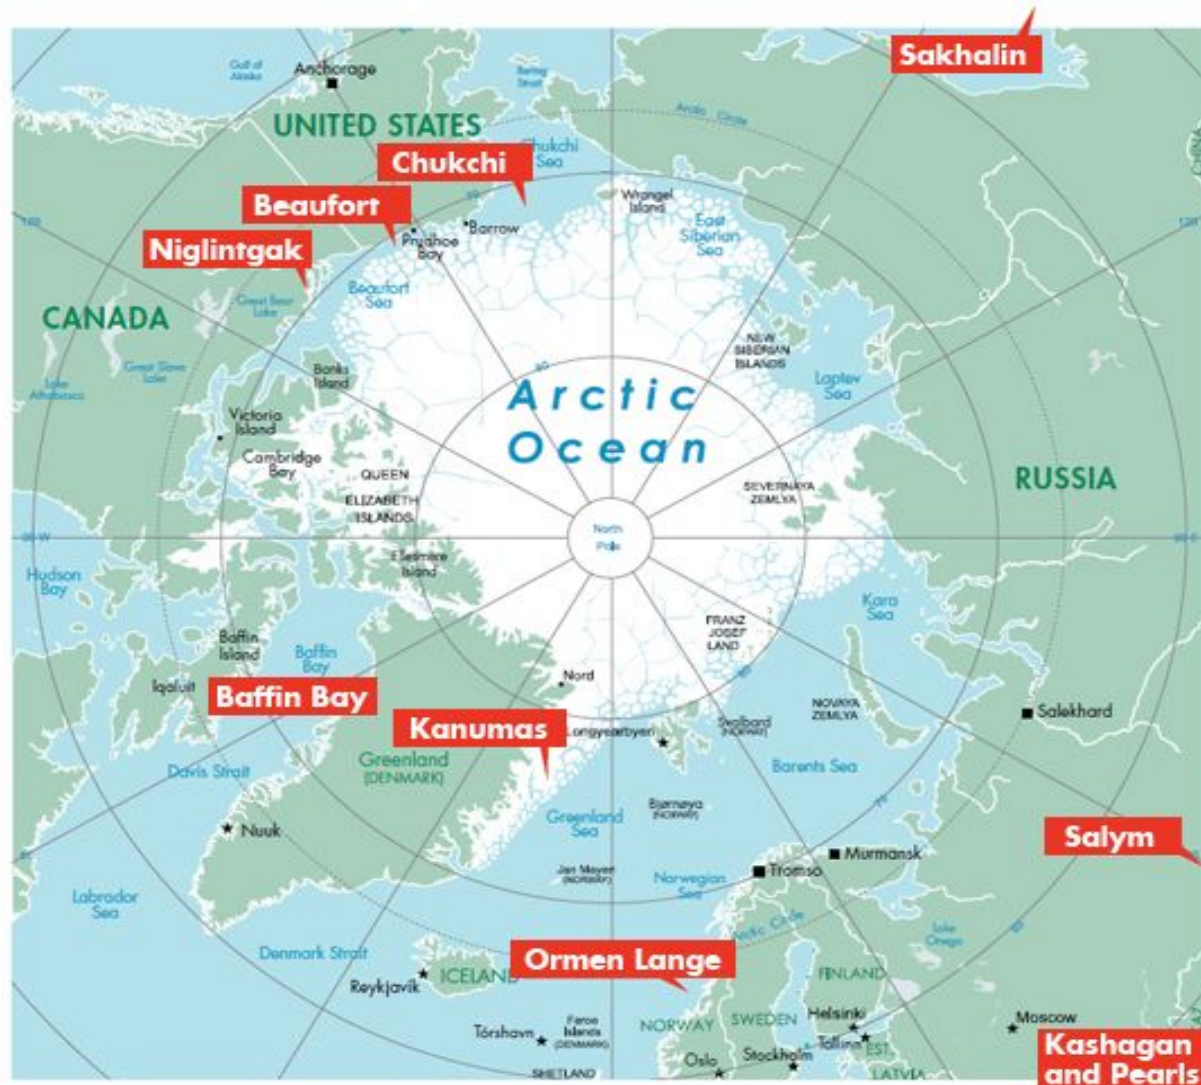 Sakhalin
Gulf of
Alaska
Anchorage
Bering
Strait
Arctic Circle
UNITED STATES
Chukchi
Sea
Chukchi
Beaufort
Barrow
Prudhoe
Bay
Wrangel
Island
East
Siberian
Sea
Niglintgak
Beaufort
Sea
Great Bear
Lake
CANADA
Great Slave
Lake
Lake
Athabasca
Banks
Island
NEW
SIBERIAN
ISLANDS
Laptev
Sea
80
Arctic
Ocean
Victoria
Island
Cambridge
Bay
QUEEN
ELIZABETH
ISLANDS
SEVERNAYA
ZEMLYA
RUSSIA
North
Pole
90 W
90 E
Ellesmere
Island
Hudson
Bay
Kara
Sea
FRANZ
JOSEF
LAND
Baffin
Island
Baffin
Bay
Iqaluit
Baffin Bay
Nord
NOVAYA
ZEMLYA
Salekhard
Kanumas
Longyearbyen
Svalbard
(NORWAY)
Greenland
(DENMARK)
Davis Strait
Barents Sea
Bjørnøya
(NORWAY)
Greenland
Sea
Nuuk
Salym
Murmansk
Jan Mayen
(NORWAY)
Norwegian
Sea
Tromso
Labrador
Sea
Arctic Circle
Lake
Onega
Denmark Strait
Ormen Lange
Reykjavík
ICELAND
FINLAND
Tórshavn
Faroe
Islands
(DENMARK)
NORWAY
SWEDEN
Helsinki
Moscow
Tallinn
EST.
Oslo
Stockholm
Kashagan
and Pearls
SHETLAND
LATVIA